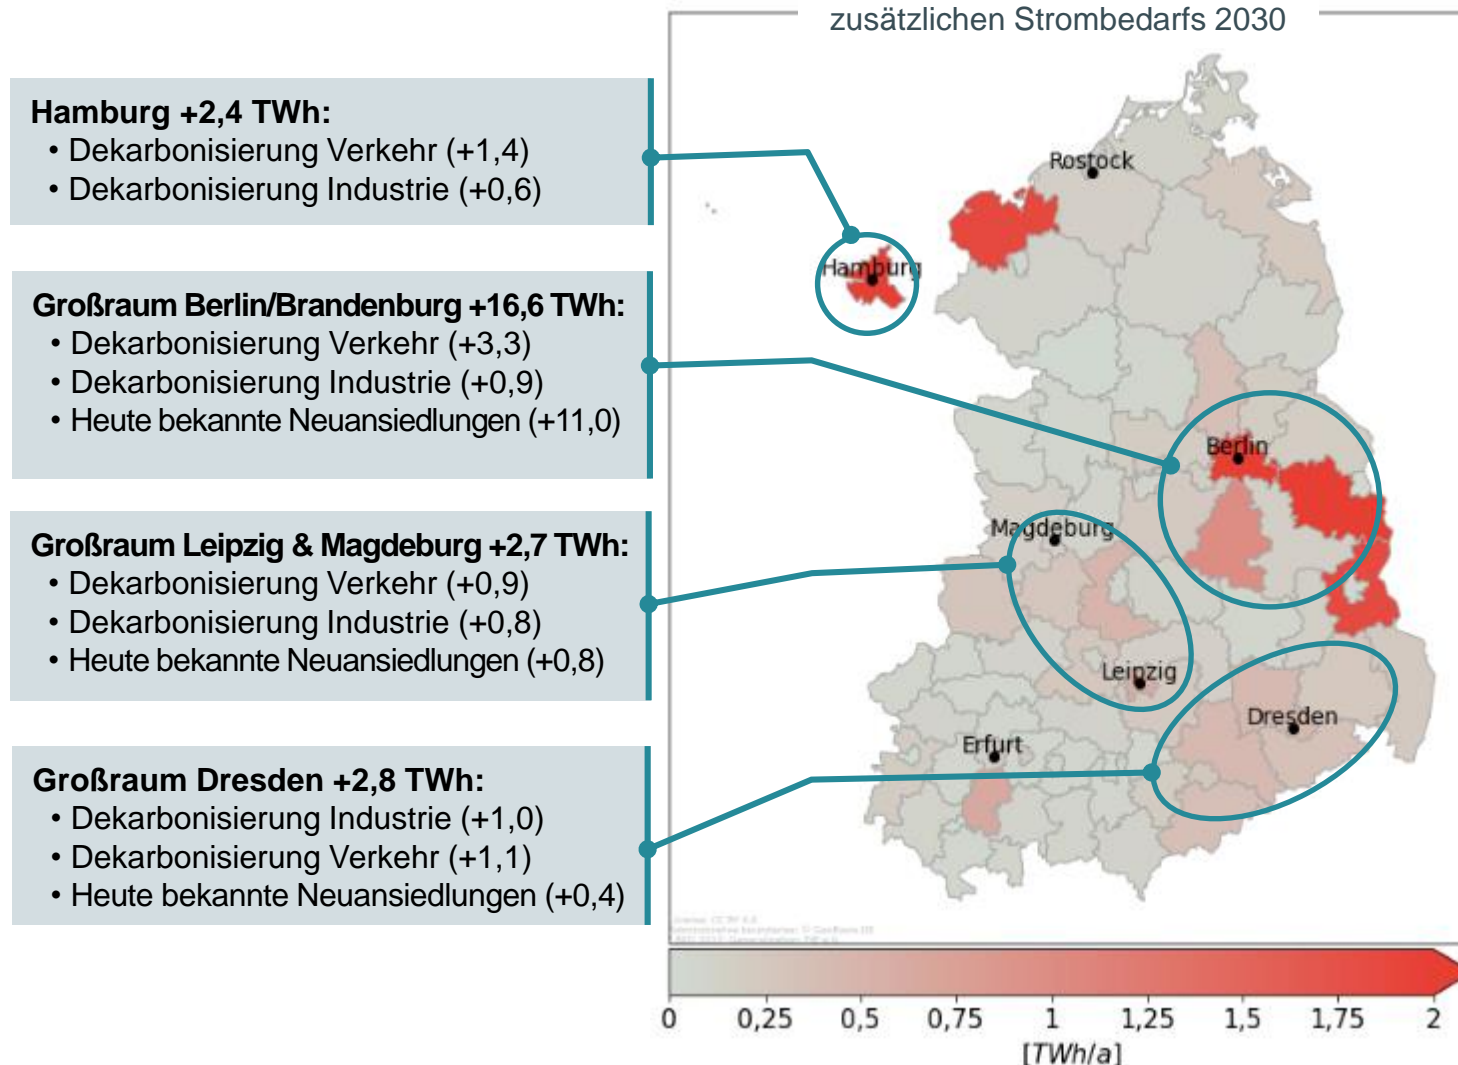 zusätzlichen Strombedarfs 2030
Hamburg +2,4 TWh:
• Dekarbonisierung Verkehr (+1,4)
• Dekarbonisierung Industrie (+0,6)
Großraum Berlin/Brandenburg +16,6 TWh:
• Dekarbonisierung Verkehr (+3,3)
• Dekarbonisierung Industrie (+0,9)
• Heute bekannte Neuansiedlungen (+11,0)
Großraum Leipzig & Magdeburg +2,7 TWh:
• Dekarbonisierung Verkehr (+0,9)
• Dekarbonisierung Industrie (+0,8)
• Heute bekannte Neuansiedlungen (+0,8)
Großraum Dresden +2,8 TWh:
• Dekarbonisierung Industrie (+1,0)
• Dekarbonisierung Verkehr (+1,1)
• Heute bekannte Neuansiedlungen (+0,4)
Rostock
Hamburg
Berlin
Magdeburg
Leipzig
Dresden
Erfurt
0 0,25 0,5 0,75 1 1,25 1,5 1,75 2
[TWh/a]